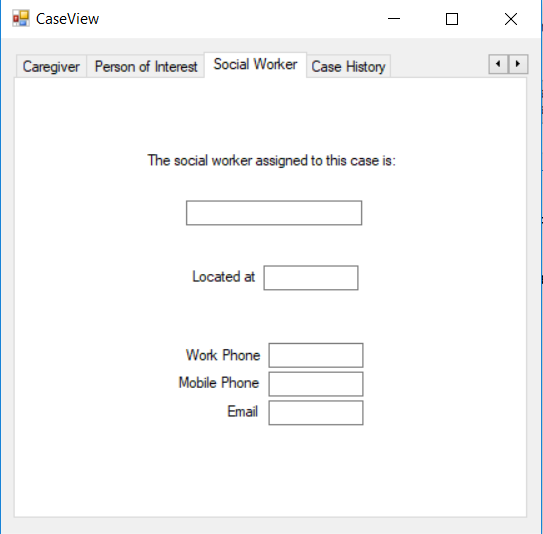 CaseView
Caregiver Person of Interest Social Worker Case History
The social worker assigned to this case is:
Located at
Work Phone
Mobile Phone
Email